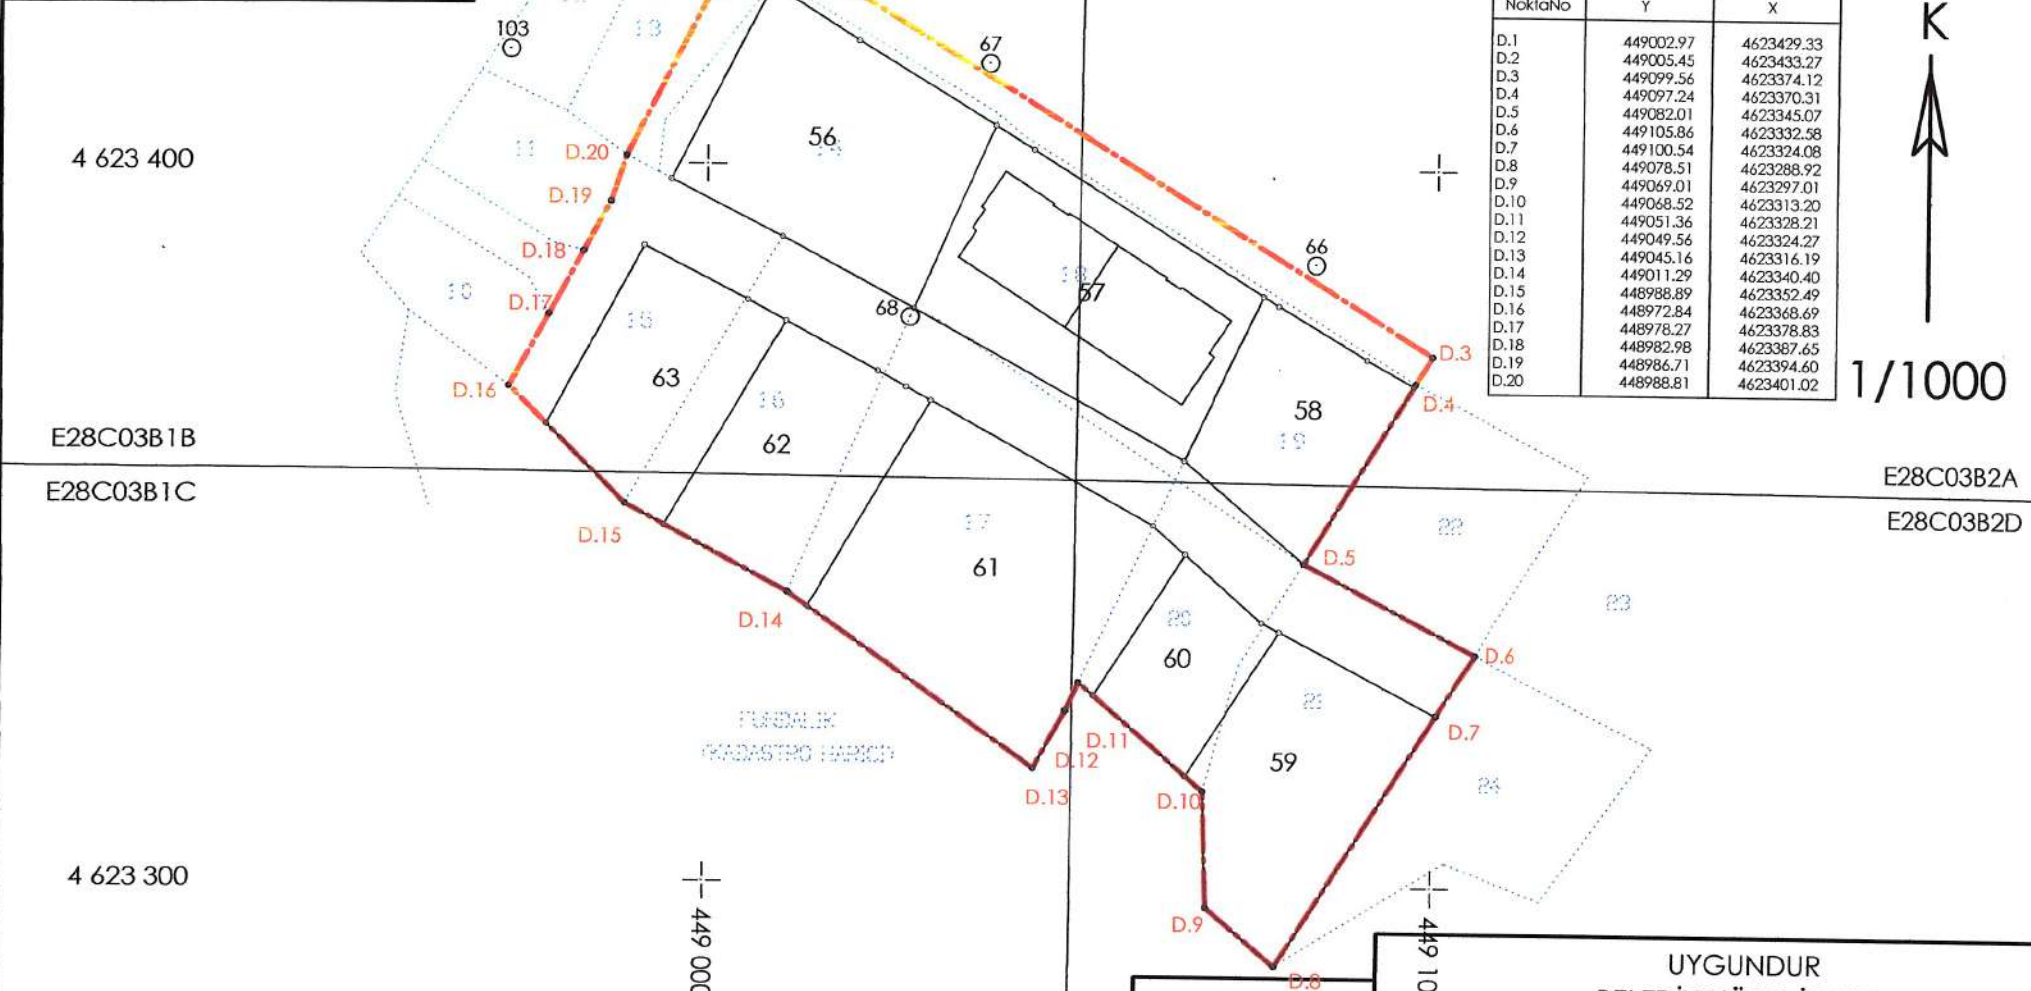 NoktaNo Y X
D.1 449002.97 4623429.33
D.2 449005.45 4623433.27
D.3 449099.56 4623374.12
D.4 449097.24 4623370.31
D.5 449082.01 4623345.07
D.6 449105.86 4623332.58
D.7 449100.54 4623324.08
D.8 449078.51 4623288.92
D.9 449069.01 4623297.01
D.10 449068.52 4623313.20
D.11 449051.36 4623328.21
D.12 449049.56 4623324.27
D.13 449045.16 4623316.19
D.14 449011.29 4623340.40
D.15 448988.89 4623352.49
D.16 448972.84 4623368.69
D.17 448978.27 4623378.83
D.18 448982.98 4623387.65
D.19 448986.71 4623394.60
D.20 448988.81 4623401.02
K
1/1000
103
13
67
4 623 400
11
D.20
56
D.19
D.18
66
10
D.17
15
68
18
57
D.3
D.16
63
16
62
58
19
D.4
E28C03B1B
E28C03B1C
E28C03B2A
E28C03B2D
D.15
17
61
D.5
22
23
D.14
20
60
D.6
21
FUNDALIK
(KADASTRO HARİCİ)
D.11
D.12
D.13
59
D.7
D.10
24
4 623 300
449 000
D.9
449 10
D.8
UYGUNDUR